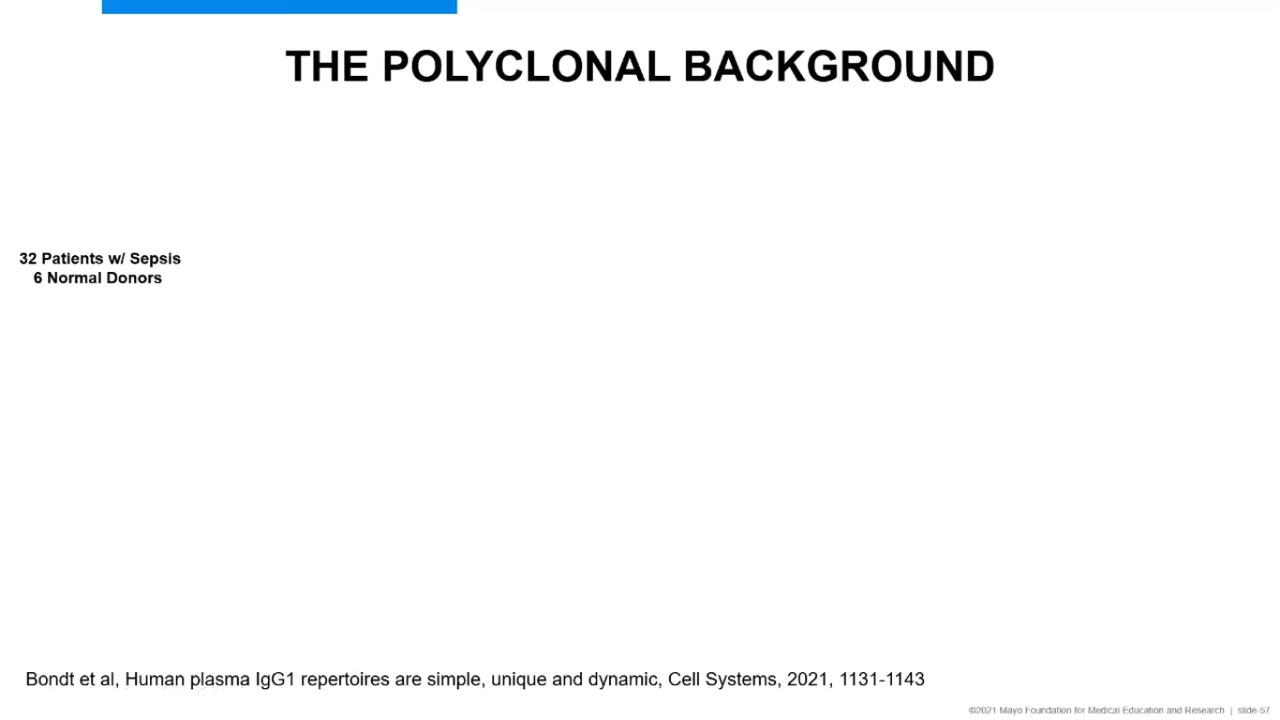 THE POLYCLONAL BACKGROUND
32 Patients w/ Sepsis
6 Normal Donors
Bondt et al, Human plasma IgG1 repertoires are simple, unique and dynamic, Cell Systems, 2021, 1131-1143
©2021 Mayo Foundation for Medical Education and Research | slide-57